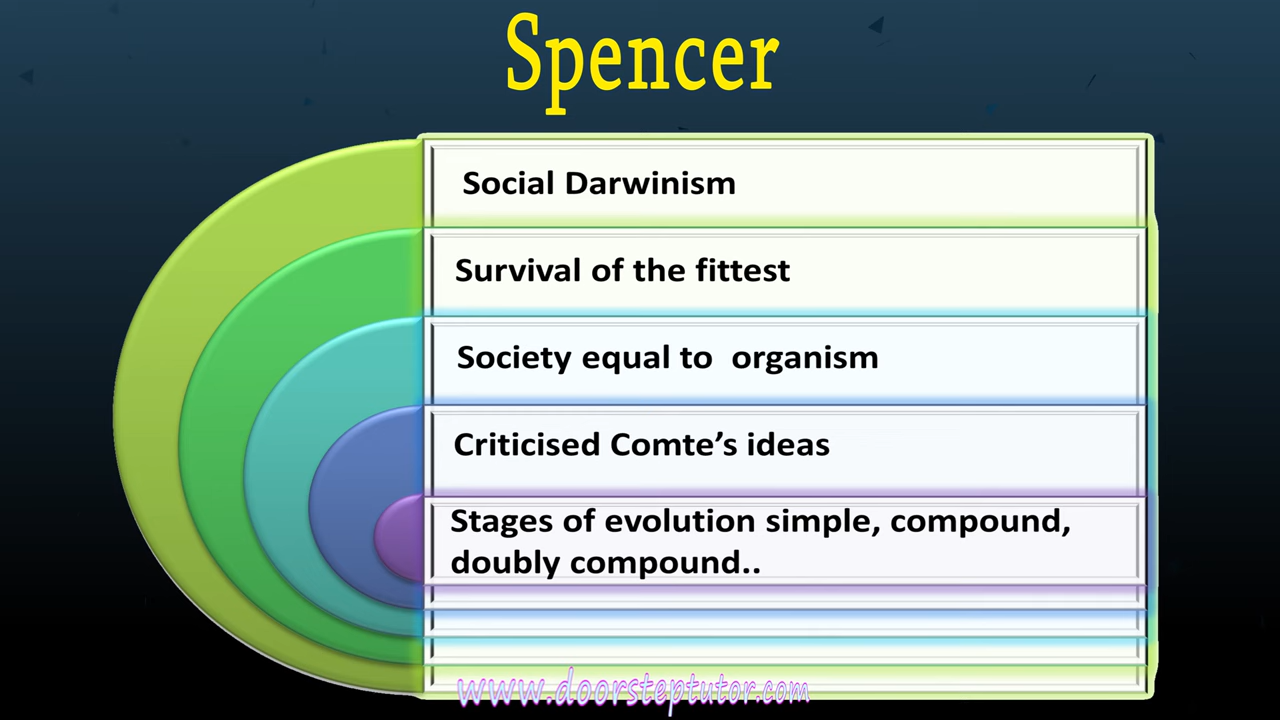 Spencer
Social Darwinism
Survival of the fittest
Society equal to organism
Criticised Comte’s ideas
Stages of evolution simple, compound,
doubly compound..
www.doorsteptutor.com